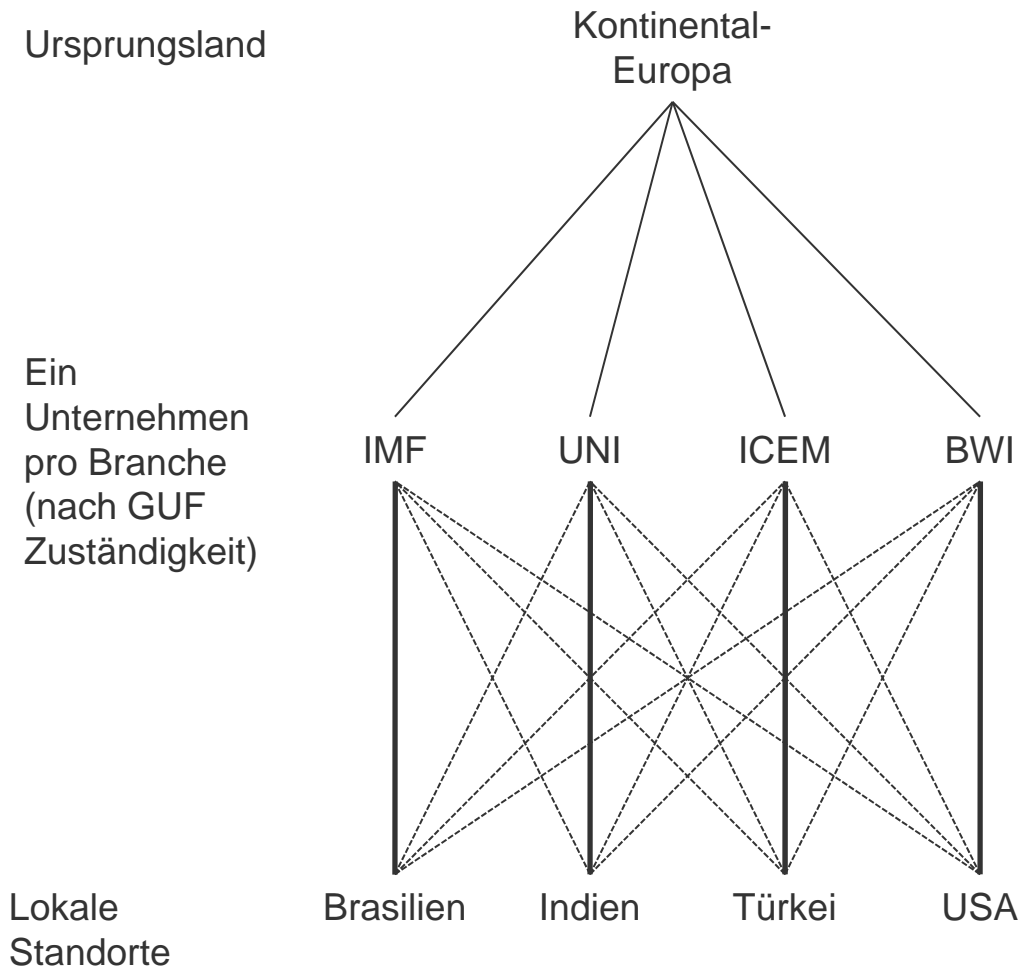 Ursprungsland
Kontinental-
Europa
Ein
Unternehmen
pro Branche
(nach GUF
Zuständigkeit)
IMF UNI ICEM BWI
Lokale
Standorte
Brasilien Indien Türkei USA